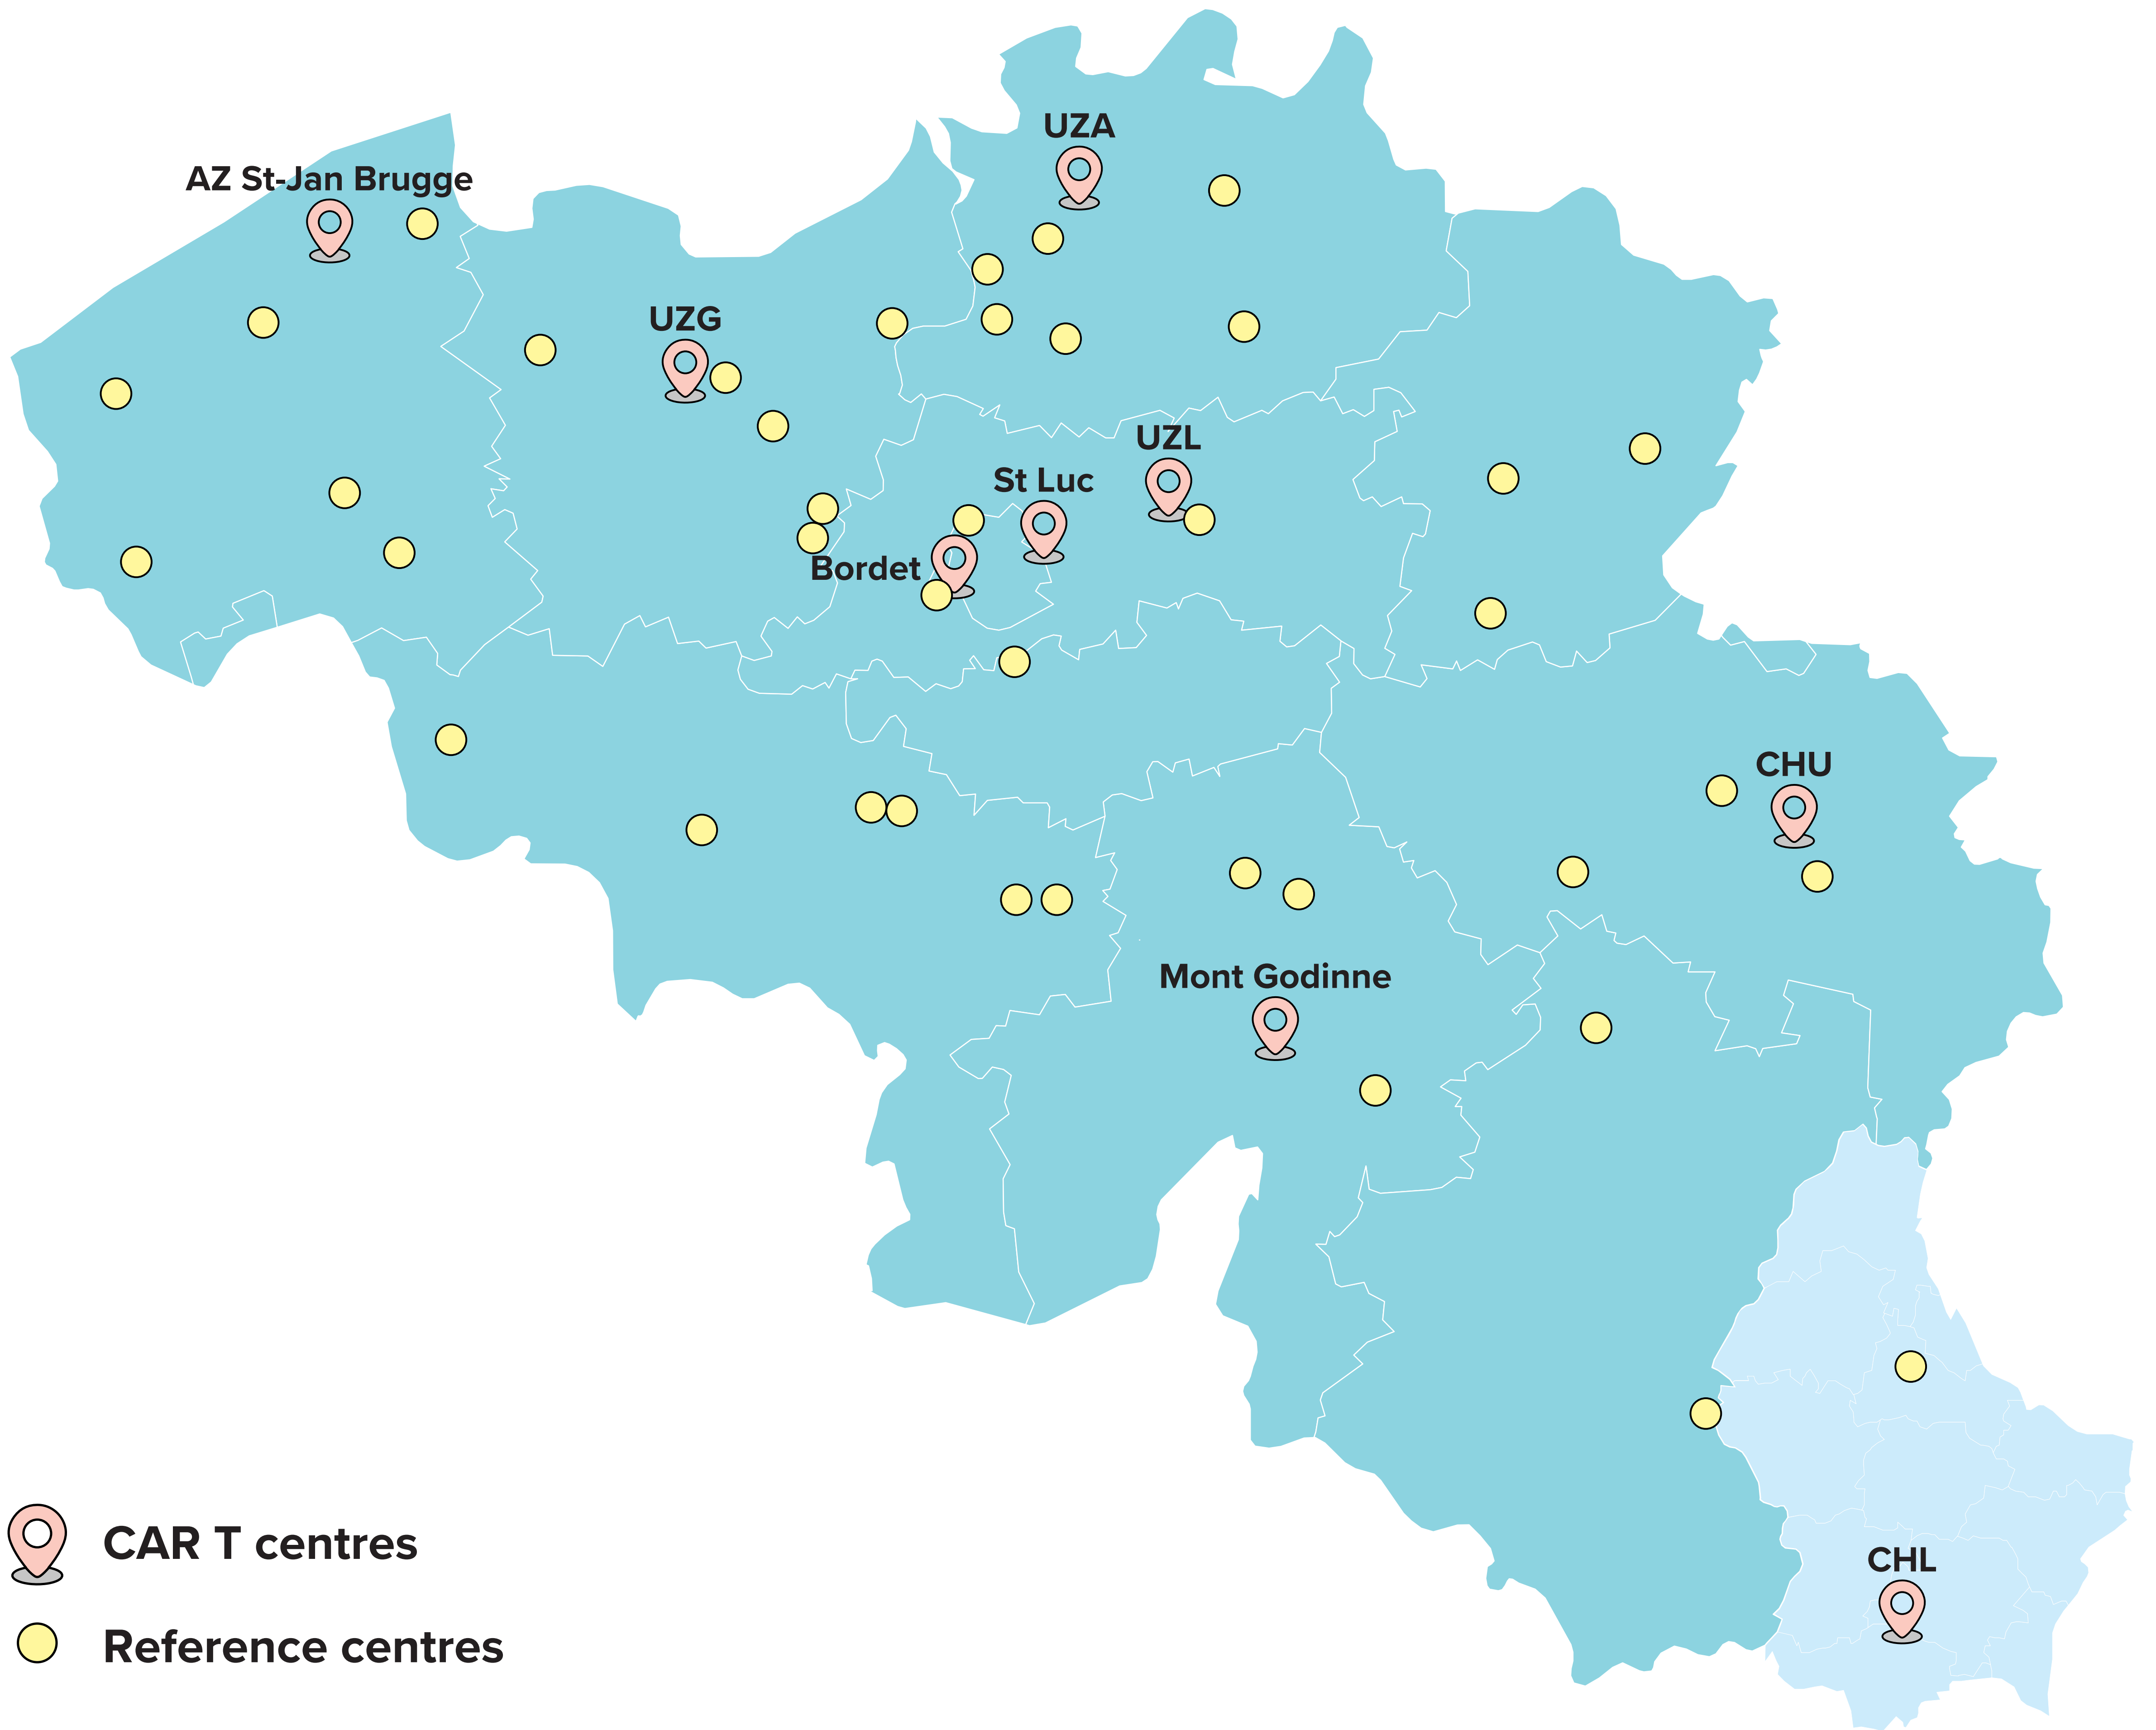 UZA
AZ St-Jan Brugge
UZG
UZL
St Luc
Bordet
CHU
Mont Godinne
CHL
CAR T centres
Reference centres